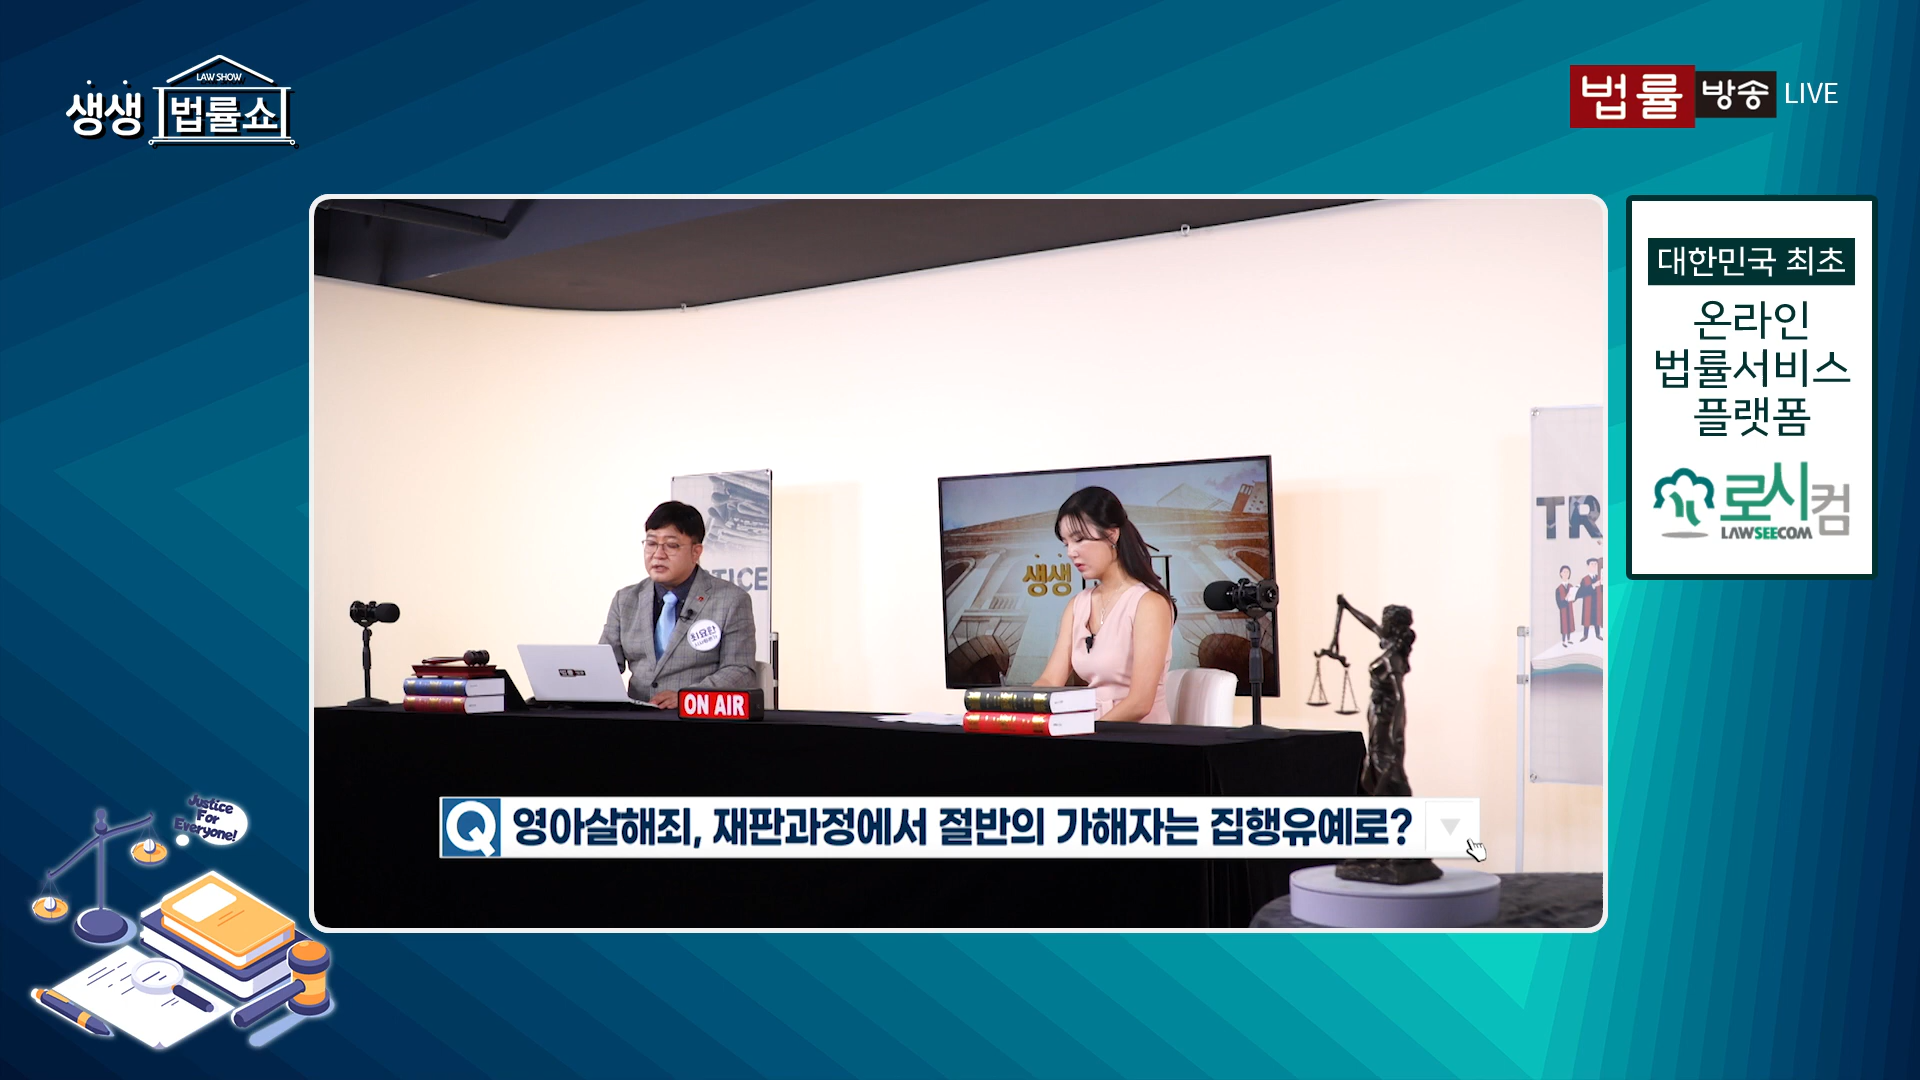 LAW SHOW
생생 법률쇼
법률방송 LIVE
대한민국 최초
온라인
법률서비스
플랫폼
로시컴
LAWSEECOM
TICE
생생
TR
ON AIR
Q 영아살해죄, 재판과정에서 절반의 가해자는 집행유예로?
Justice
For
Everyone!